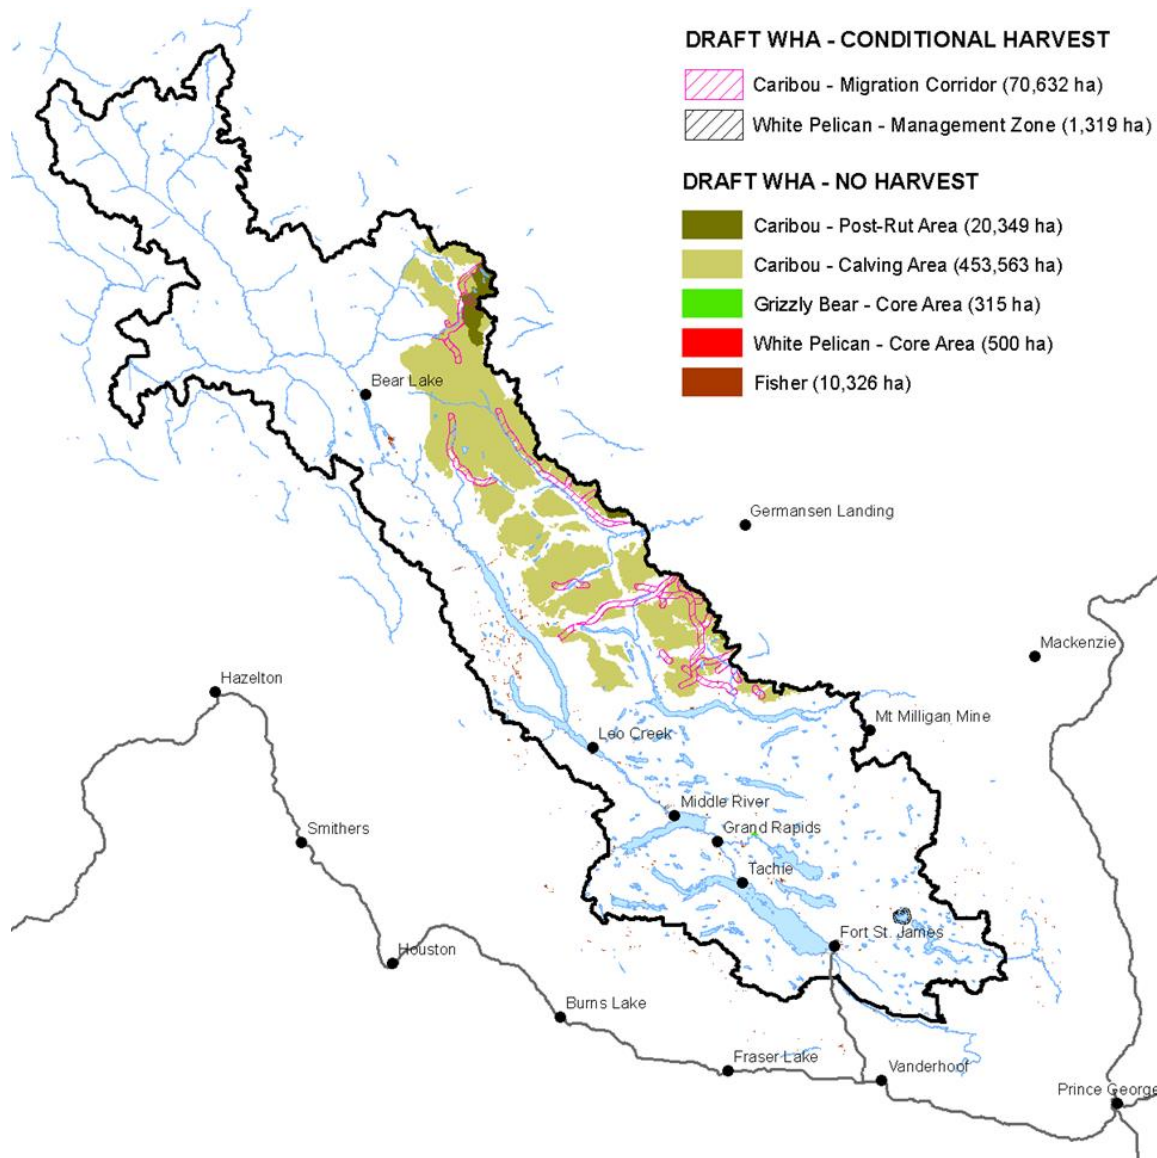 DRAFT WHA - CONDITIONAL HARVEST
Caribou - Migration Corridor (70,632 ha)
White Pelican - Management Zone (1,319 ha)
DRAFT WHA - NO HARVEST
Caribou - Post-Rut Area (20,349 ha)
Caribou - Calving Area (453,563 ha)
Grizzly Bear - Core Area (315 ha)
White Pelican - Core Area (500 ha)
Fisher (10,326 ha)
Bear Lake
Germansen Landing
Mackenzie
Hazelton
Mt Milligan Mine
Leo Creek
Middle River
Grand Rapids
Smithers
Tachie
Fort St. James
Houston
Burns Lake
Fraser Lake
Vanderhoof
Prince George